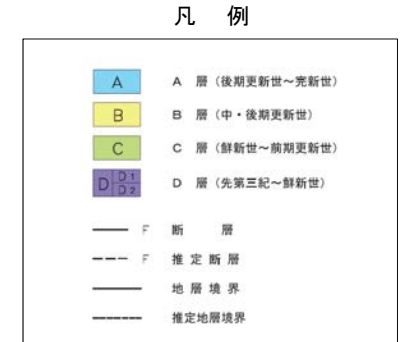 凡 例
A A 層（後期更新世～完新世）
B B 層（中・後期更新世）
C C 層（鮮新世～前期更新世）
D D1 D2 D 層（先第三紀～鮮新世）
F 断 層
F 推 定 断 層
地 層 境 界
推定地層境界